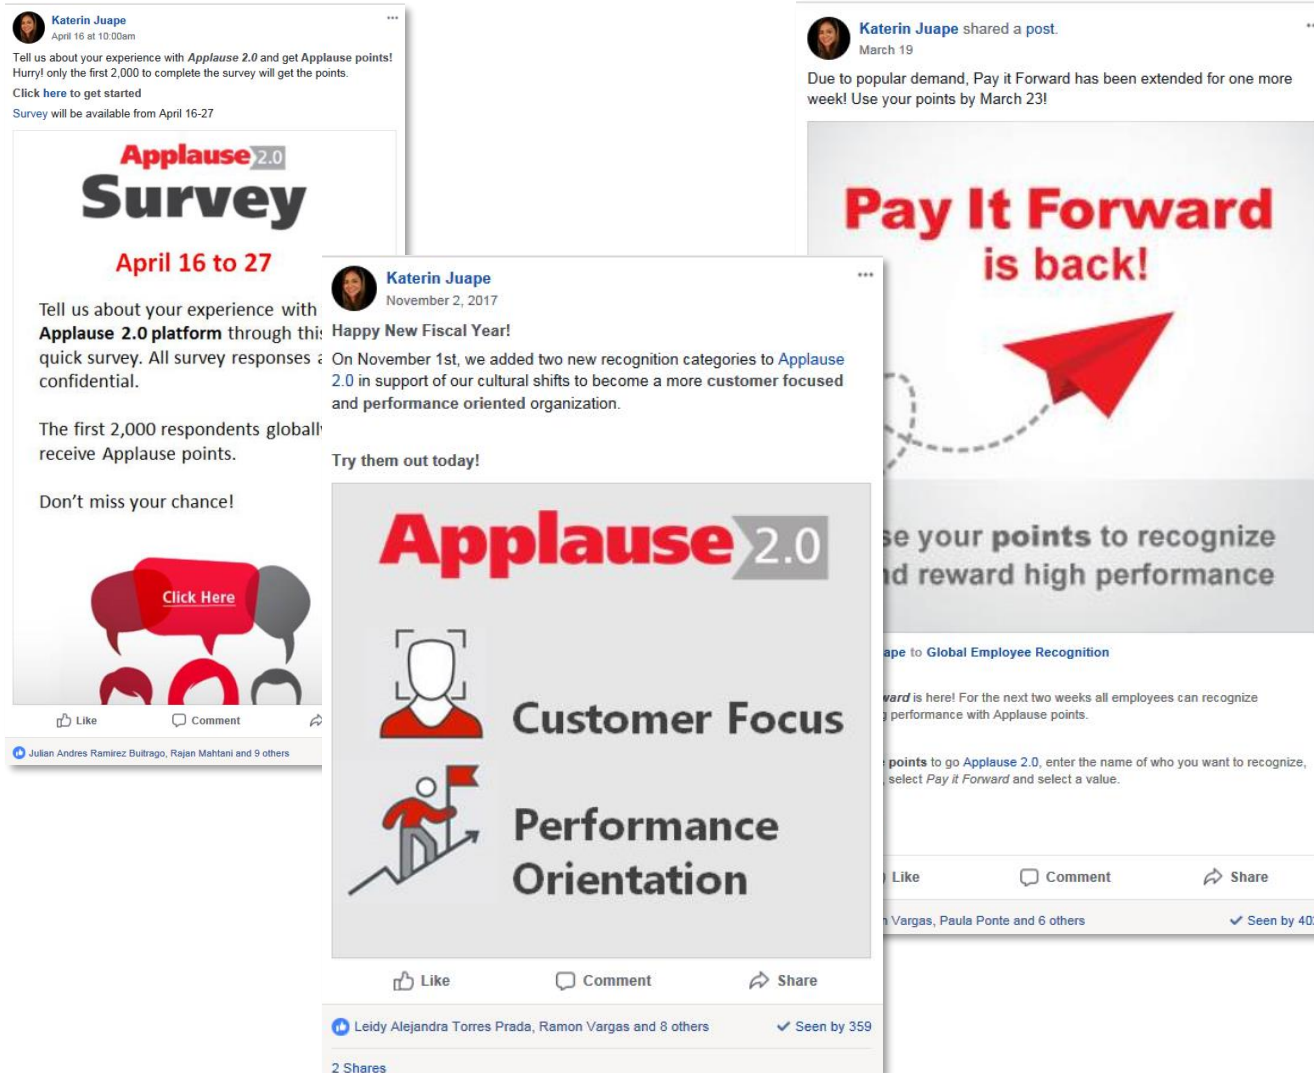 Katerin Juape
April 16 at 10:00am
Tell us about your experience with Applause 2.0 and get Applause points!
Hurry! only the first 2,000 to complete the survey will get the points.
Click here to get started
Survey will be available from April 16-27
Applause 2.0
Survey
April 16 to 27
Tell us about your experience with
Applause 2.0 platform through this
quick survey. All survey responses
confidential.
The first 2,000 respondents globally
receive Applause points.
Don't miss your chance!
Click Here
Like Comment
Julian Andres Ramirez Buitrago, Rajan Mahtani and 9 others
Katerin Juape
November 2, 2017
Happy New Fiscal Year!
On November 1st, we added two new recognition categories to Applause
2.0 in support of our cultural shifts to become a more customer focused
and performance oriented organization.
Try them out today!
Applause 2.0
Customer Focus
Performance
Orientation
Like Comment Share
Leidy Alejandra Torres Prada, Ramon Vargas and 8 others Seen by 359
2 Shares
Katerin Juape shared a post.
March 19
Due to popular demand, Pay it Forward has been extended for one more
week! Use your points by March 23!
Pay It Forward
is back!
your points to recognize
reward high performance
to Global Employee Recognition
is here! For the next two weeks all employees can recognize
performance with Applause points.
points to go Applause 2.0, enter the name of who you want to recognize,
select Pay it Forward and select a value.
Like Comment Share
Vargas, Paula Ponte and 6 others Seen by